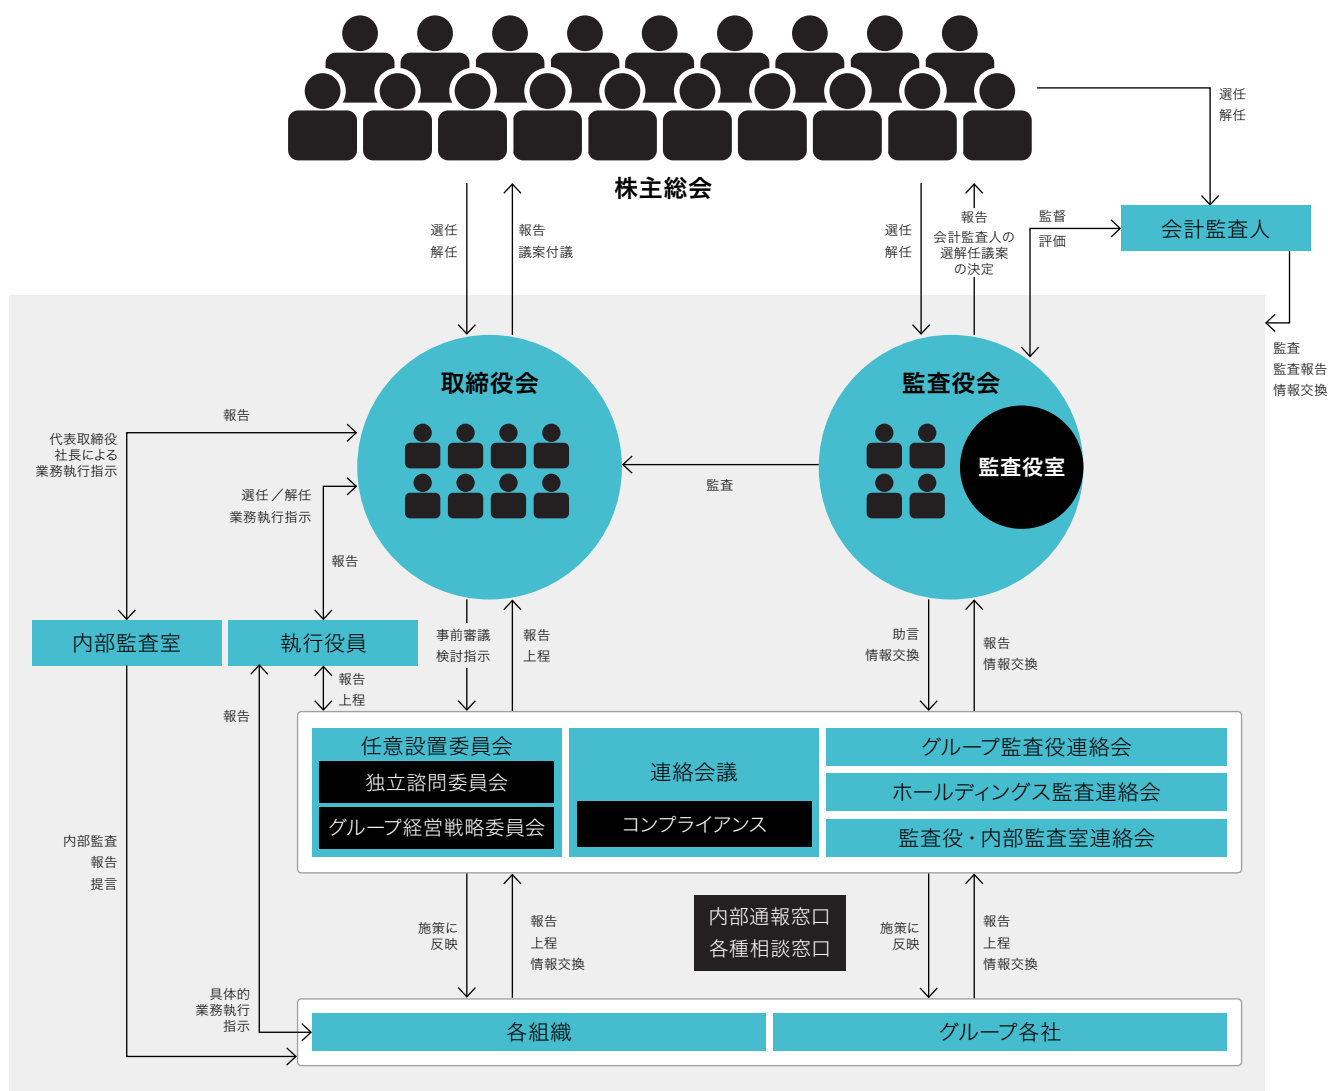 株主総会
選任
解任
選任
解任
報告
議案付議
選任
解任
報告
会計監査人の
選解任議案
の決定
監督
評価
会計監査人
監査
監査報告
情報交換
取締役会
監査役会
監査役室
監査
報告
代表取締役
社長による
業務執行指示
選任／解任
業務執行指示
報告
内部監査室
執行役員
事前審議
検討指示
報告
上程
助言
情報交換
報告
情報交換
報告
上程
報告
任意設置委員会
独立諮問委員会
グループ経営戦略委員会
連絡会議
コンプライアンス
グループ監査役連絡会
ホールディングス監査連絡会
監査役・内部監査室連絡会
内部監査
報告
提言
施策に
反映
報告
上程
情報交換
内部通報窓口
各種相談窓口
施策に
反映
報告
上程
情報交換
具体的
業務執行
指示
各組織
グループ各社